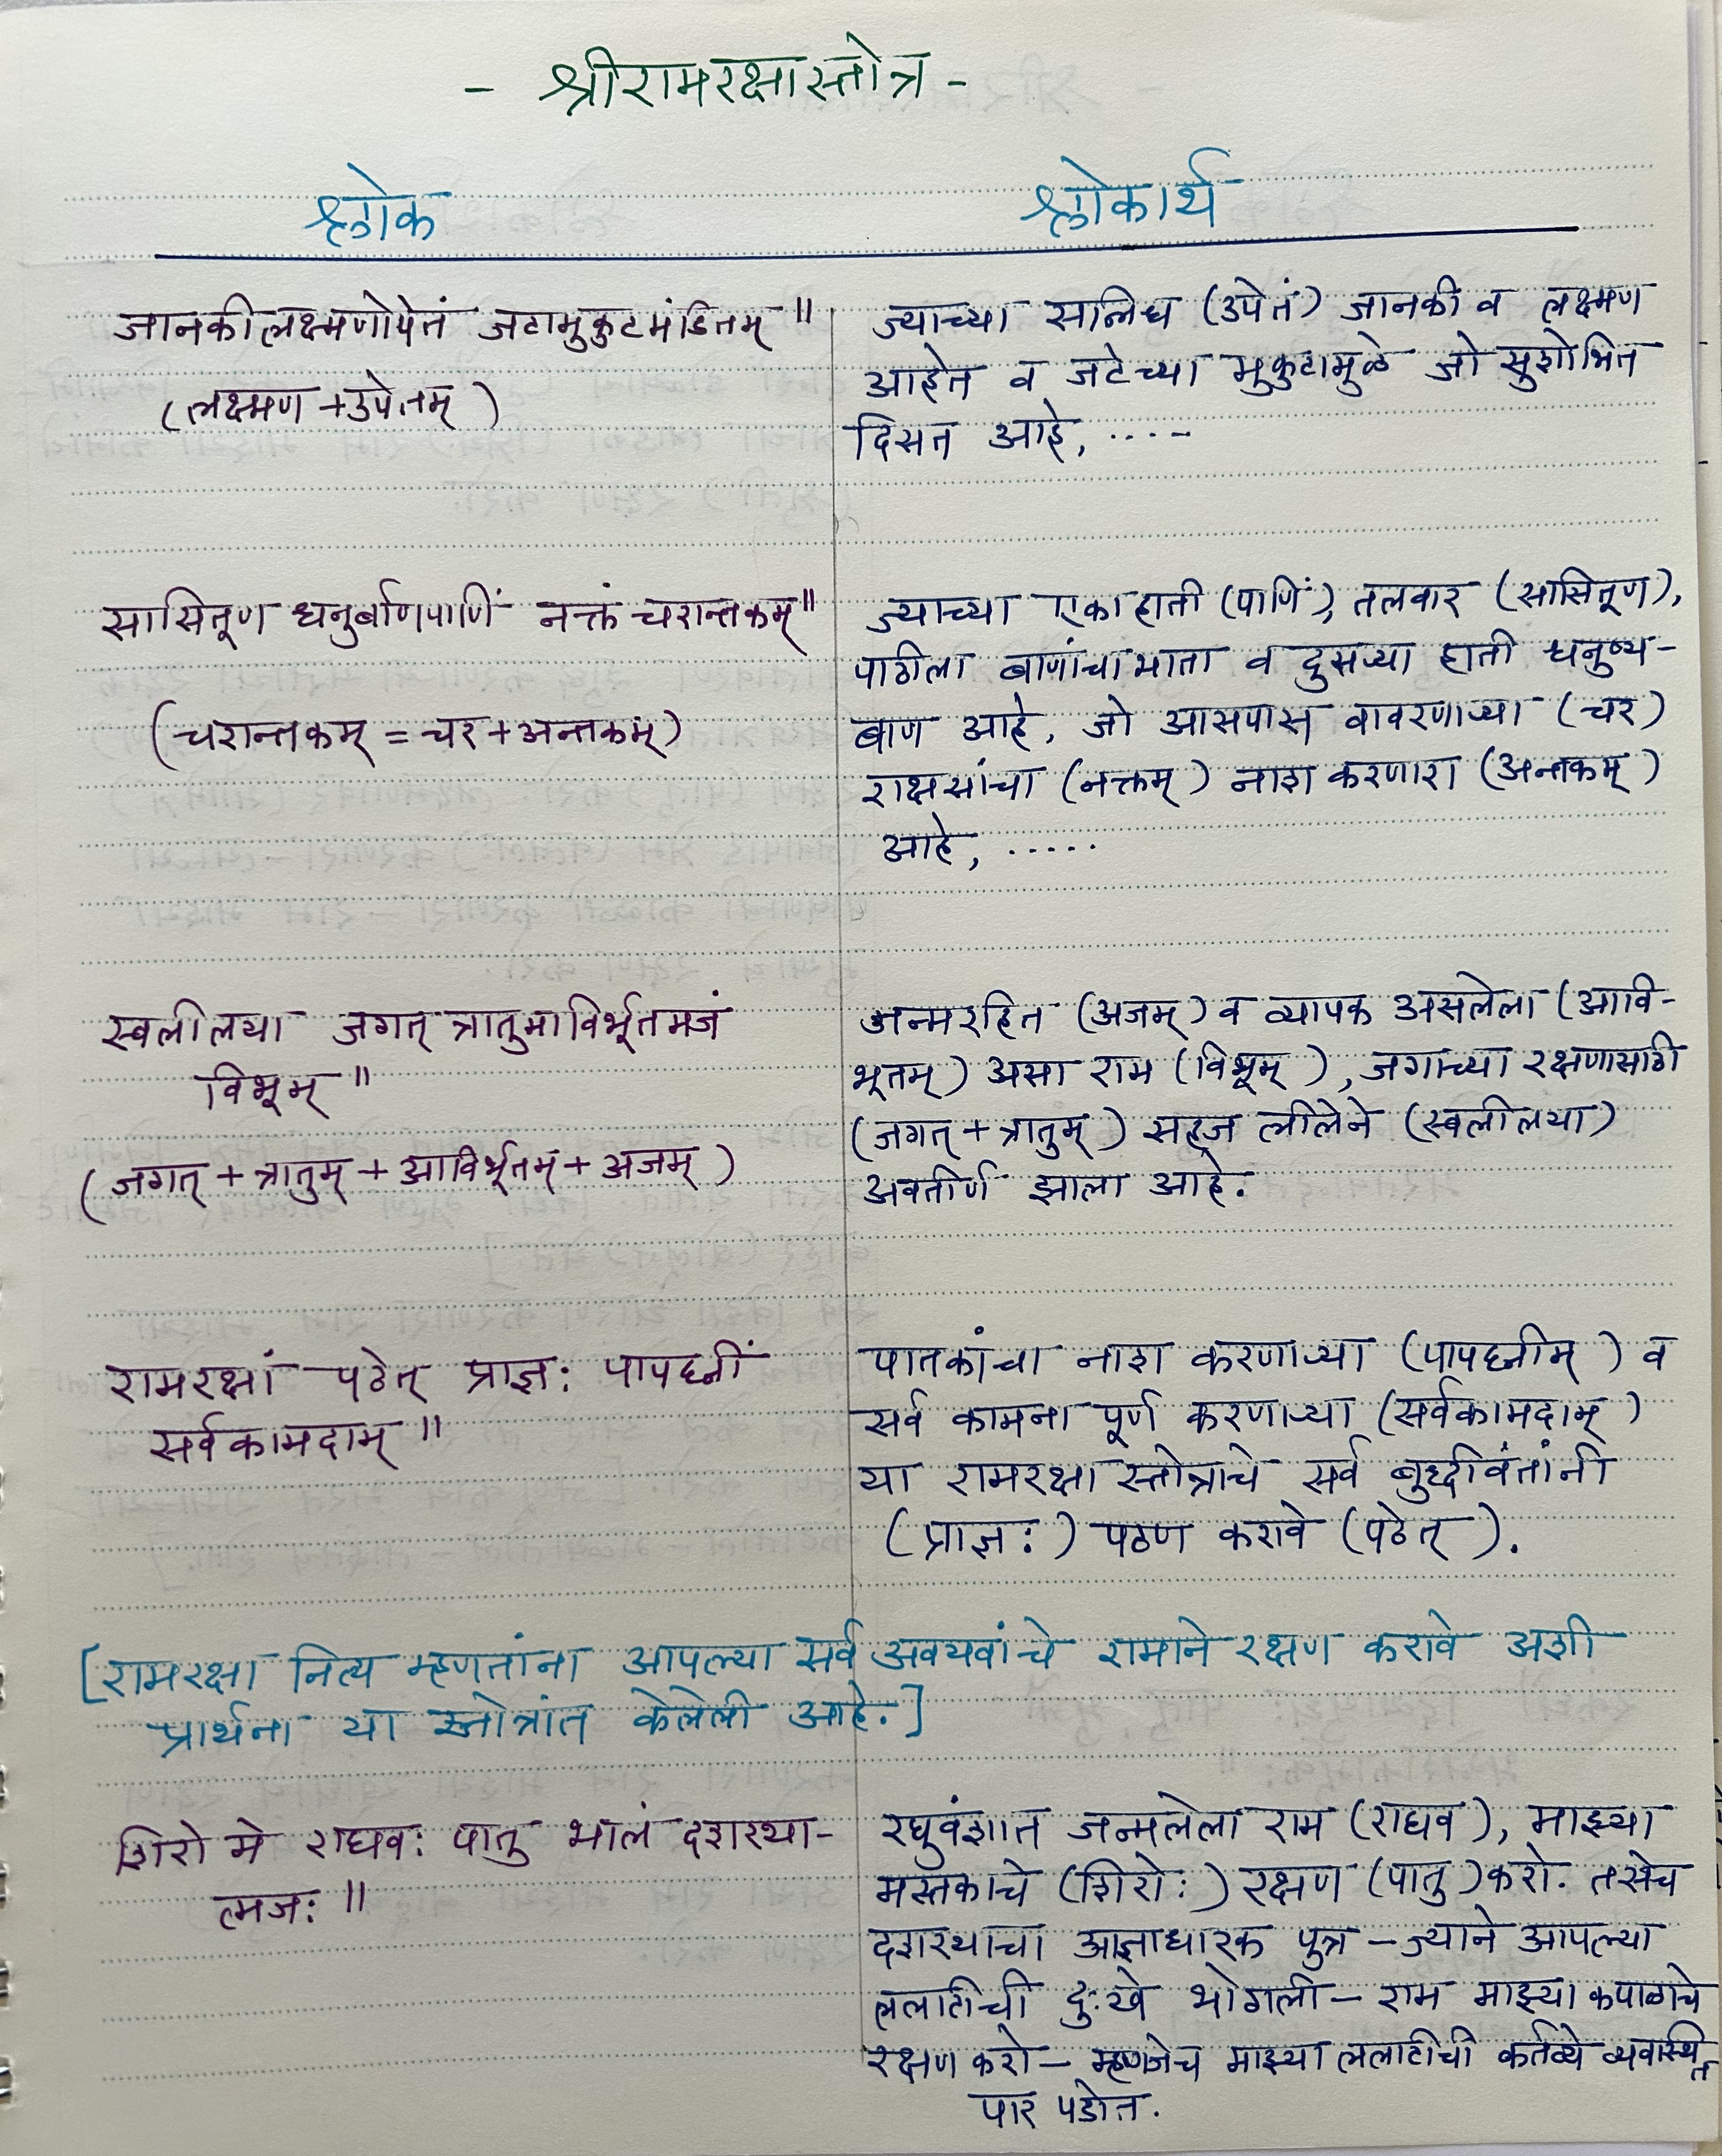 - श्रीरामरक्षास्तोत्र -
श्लोक
श्लोकार्थ
जानकीलक्ष्मणोपेतं जटामुकुटमंडितम् ॥
(लक्ष्मण + उपेतम्)
ज्याच्या सानिध (उपेतं) जानकी व लक्ष्मण
आहेत व जटेच्या मुकुटामुळे जो सुशोभित
दिसत आहे, .....
सासितूण धनुर्बाणपाणिं नक्तं चरान्तकम् ॥
(चरान्तकम् = चर + अन्तकम्)
ज्याच्या एका हाती (पाणिं), तलवार (सासितूण),
पाठीला बाणांचा भाता व दुसऱ्या हाती धनुष्य-
बाण आहे, जो आसपास वावरणाऱ्या (चर)
राक्षसांचा (नक्तम्) नाश करणारा (अन्तकम्)
आहे, .....
स्वलीलया जगत् त्रातुमाविर्भूतमजं
विभूम् ॥
(जगत् + त्रातुम् + आविर्भूतम् + अजम्)
जन्मरहित (अजम्) व व्यापक असलेला (आवि-
भूतम्) असा राम (विभूम्), जगाच्या रक्षणासाठी
(जगत् + त्रातुम्) सहज लीलेने (स्वलीलया)
अवतीर्ण झाला आहे.
रामरक्षां पठेत् प्राज्ञः पापघ्नीं
सर्वकामदाम् ॥
पातकांचा नाश करणाऱ्या (पापघ्नीम्) व
सर्व कामना पूर्ण करणाऱ्या (सर्वकामदाम्)
या रामरक्षा स्तोत्राचे सर्व बुद्धीवंतांनी
(प्राज्ञः) पठण करावे (पठेत्).
[रामरक्षा नित्य म्हणतांना आपल्या सर्व अवयवांचे रामाने रक्षण करावे अशी
प्रार्थना या स्तोत्रांत केलेली आहे.]
शिरो मे राघवः पातु भालं दशरथा-
त्मजः ॥
रघुवंशात जन्मलेला राम (राघव), माझ्या
मस्तकाचे (शिरोः) रक्षण (पातु) करो. तसेच
दशरथाचा आज्ञाधारक पुत्र - ज्याने आपल्या
ललाटीची दुःखे भोगली - राम माझ्या कपाळाचे
रक्षण करो - म्हणजेच माझ्या ललाटीची कर्तव्ये व्यवास्थित
पार पडोत.